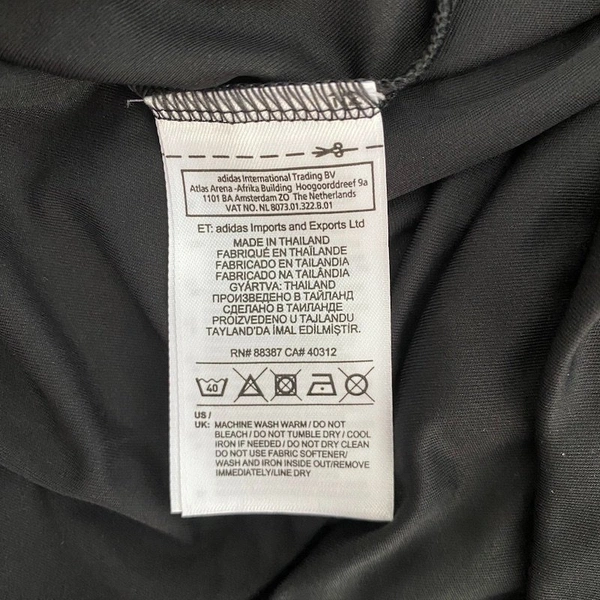 adidas International Trading BV
Atlas Arena -Afrika Building Hoogoorddreef 9a
1101 BA Amsterdam ZO The Netherlands
VAT NO. NL 8073.01.322.B.01
ET: adidas Imports and Exports Ltd
MADE IN THAILAND
FABRIQUÉ EN THAÏLANDE
FABRICADO EN TAILANDIA
FABRICADO NA TAILÂNDIA
GYÁRTVA: THAILAND
ПРОИЗВЕДЕНО В ТАЙЛАНД
СДЕЛАНО В ТАИЛАНДЕ
PROIZVEDENO U TAJLANDU
TAYLAND'DA İMAL EDİLMİŞTİR.
RN# 88387 CA# 40312
40
US /
UK: MACHINE WASH WARM / DO NOT
BLEACH / DO NOT TUMBLE DRY / COOL
IRON IF NEEDED / DO NOT DRY CLEAN
DO NOT USE FABRIC SOFTENER/
WASH AND IRON INSIDE OUT/REMOVE
IMMEDIATELY/LINE DRY